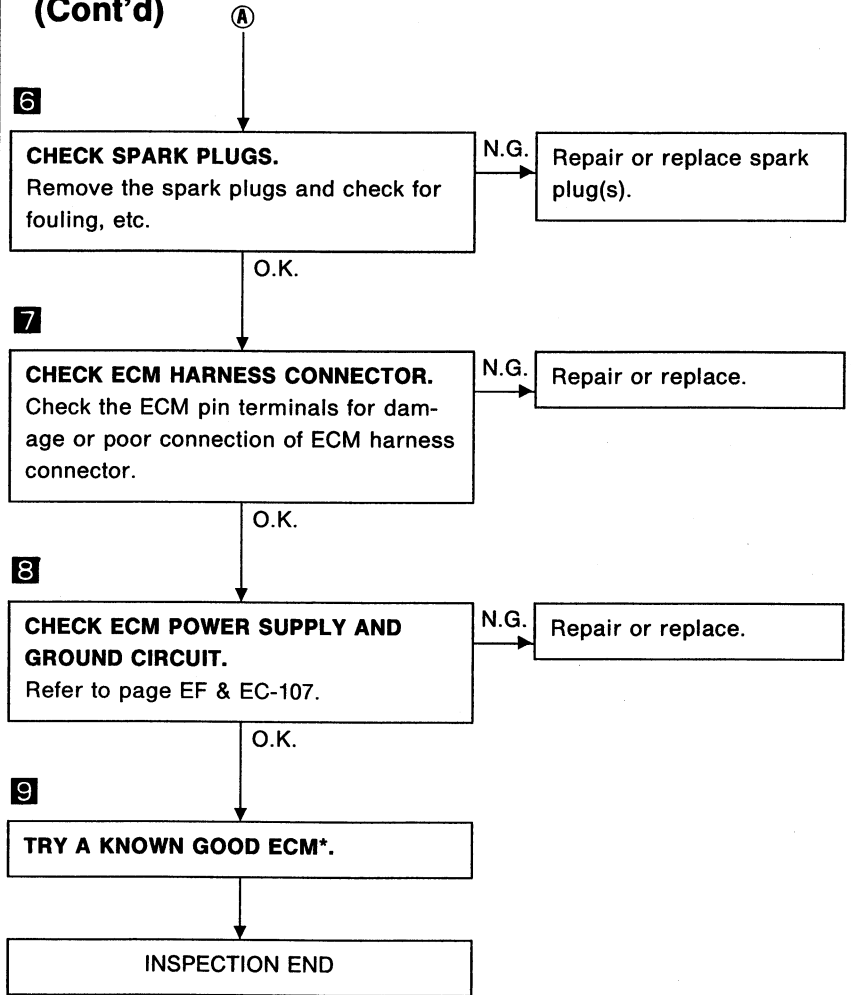 (Cont'd)
Ⓐ
6
CHECK SPARK PLUGS.
Remove the spark plugs and check for
fouling, etc.
N.G.
Repair or replace spark
plug(s).
O.K.
7
CHECK ECM HARNESS CONNECTOR.
Check the ECM pin terminals for dam-
age or poor connection of ECM harness
connector.
N.G.
Repair or replace.
O.K.
8
CHECK ECM POWER SUPPLY AND
GROUND CIRCUIT.
Refer to page EF & EC-107.
N.G.
Repair or replace.
O.K.
9
TRY A KNOWN GOOD ECM*.
INSPECTION END